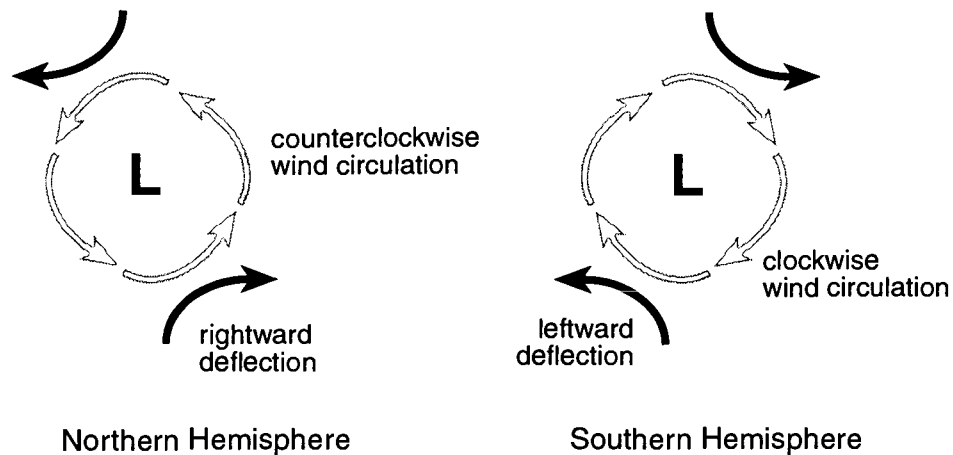 L
counterclockwise
wind circulation
rightward
deflection
Northern Hemisphere
L
clockwise
wind circulation
leftward
deflection
Southern Hemisphere